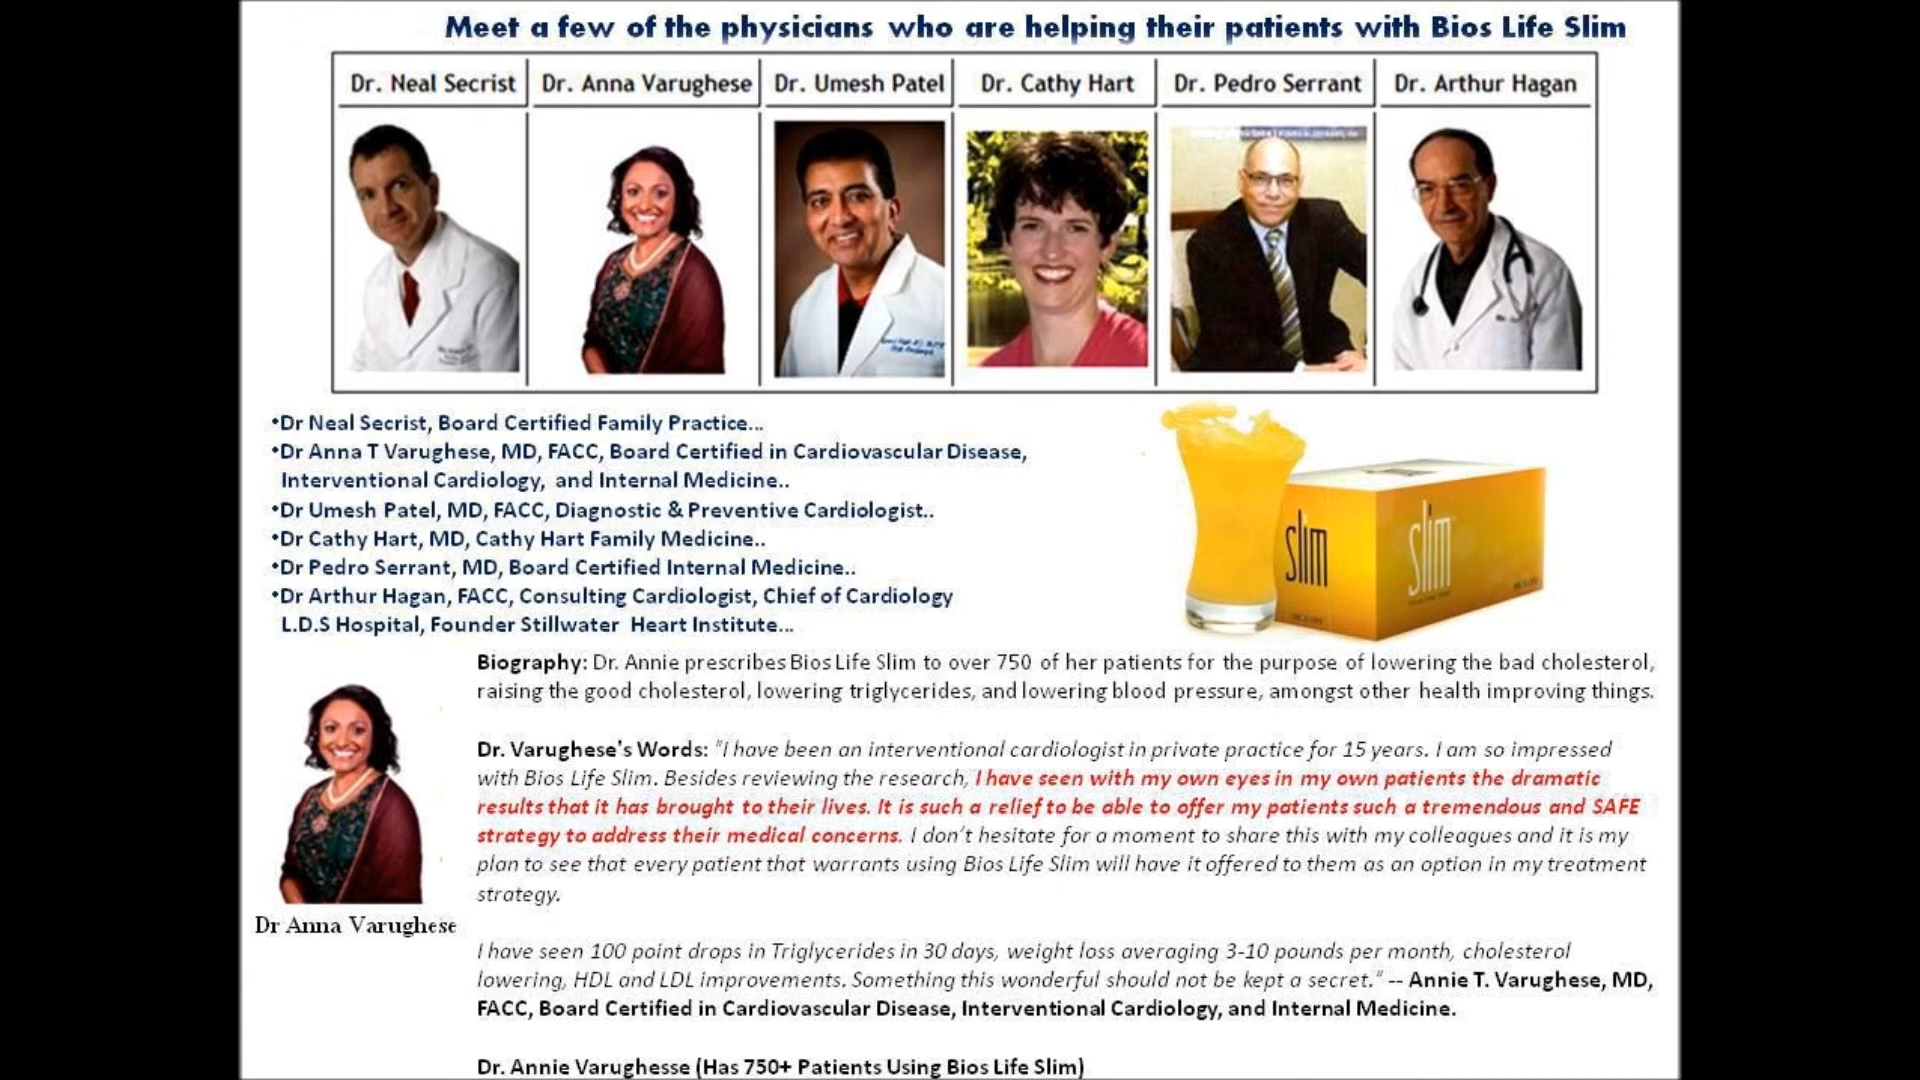 Meet a few of the physicians who are helping their patients with Bios Life Slim
Dr. Neal Secrist Dr. Anna Varughese Dr. Umesh Patel Dr. Cathy Hart Dr. Pedro Serrant Dr. Arthur Hagan
•Dr Neal Secrist, Board Certified Family Practice...
•Dr Anna T Varughese, MD, FACC, Board Certified in Cardiovascular Disease,
Interventional Cardiology, and Internal Medicine..
•Dr Umesh Patel, MD, FACC, Diagnostic & Preventive Cardiologist..
•Dr Cathy Hart, MD, Cathy Hart Family Medicine..
•Dr Pedro Serrant, MD, Board Certified Internal Medicine..
•Dr Arthur Hagan, FACC, Consulting Cardiologist, Chief of Cardiology
L.D.S Hospital, Founder Stillwater Heart Institute...
slim slim
Biography: Dr. Annie prescribes Bios Life Slim to over 750 of her patients for the purpose of lowering the bad cholesterol,
raising the good cholesterol, lowering triglycerides, and lowering blood pressure, amongst other health improving things.
Dr. Varughese's Words: "I have been an interventional cardiologist in private practice for 15 years. I am so impressed
with Bios Life Slim. Besides reviewing the research, I have seen with my own eyes in my own patients the dramatic
results that it has brought to their lives. It is such a relief to be able to offer my patients such a tremendous and SAFE
strategy to address their medical concerns. I don't hesitate for a moment to share this with my colleagues and it is my
plan to see that every patient that warrants using Bios Life Slim will have it offered to them as an option in my treatment
strategy.
Dr Anna Varughese
I have seen 100 point drops in Triglycerides in 30 days, weight loss averaging 3-10 pounds per month, cholesterol
lowering, HDL and LDL improvements. Something this wonderful should not be kept a secret." -- Annie T. Varughese, MD,
FACC, Board Certified in Cardiovascular Disease, Interventional Cardiology, and Internal Medicine.
Dr. Annie Varughesse (Has 750+ Patients Using Bios Life Slim)